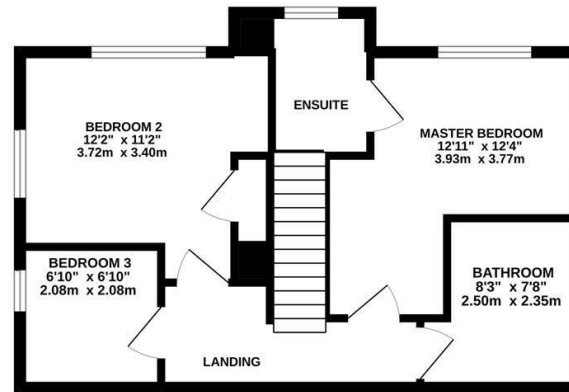 ENSUITE
BEDROOM 2
12'2" x 11'2"
3.72m x 3.40m
MASTER BEDROOM
12'11" x 12'4"
3.93m x 3.77m
BEDROOM 3
6'10" x 6'10"
2.08m x 2.08m
BATHROOM
8'3" x 7'8"
2.50m x 2.35m
LANDING